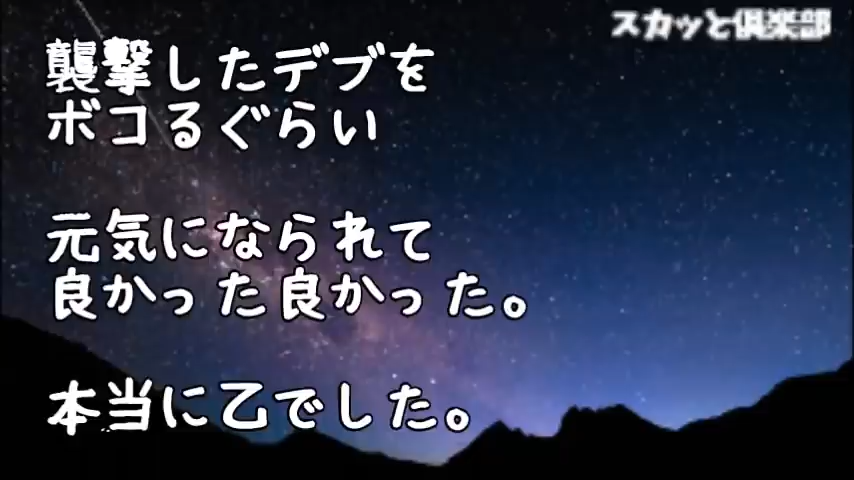 スカッと倶楽部
襲撃したデブを
ボコるぐらい
元気になられて
良かった良かった。
本当に乙でした。